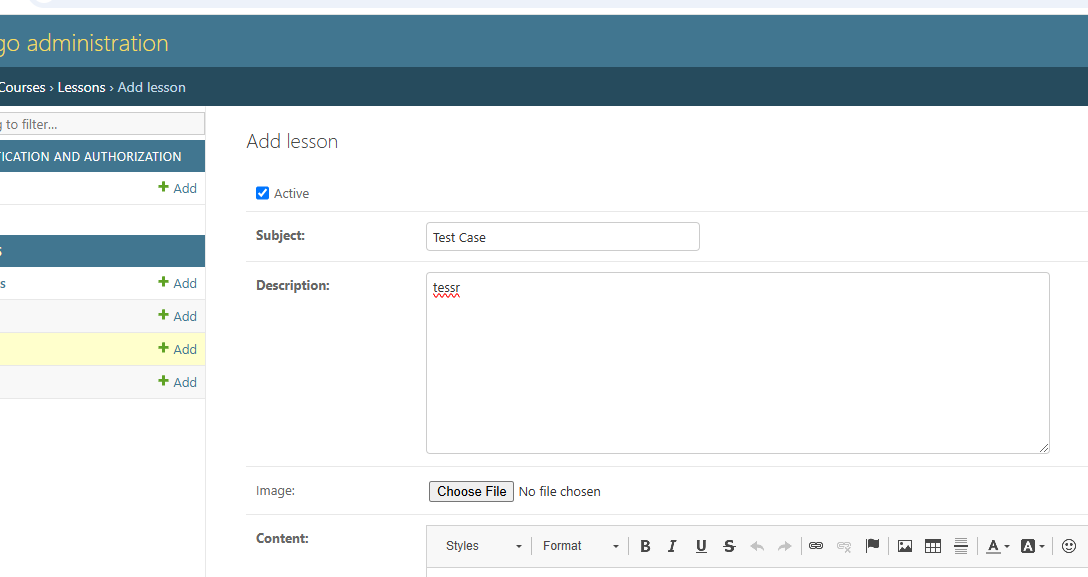 go administration
Courses › Lessons › Add lesson
to filter...
Add lesson
TICATION AND AUTHORIZATION
Add
Active
Subject:
Test Case
S
s
Add
Description:
tessr
Add
Add
Add
Image:
Choose File No file chosen
Content:
Styles Format B I U S A A